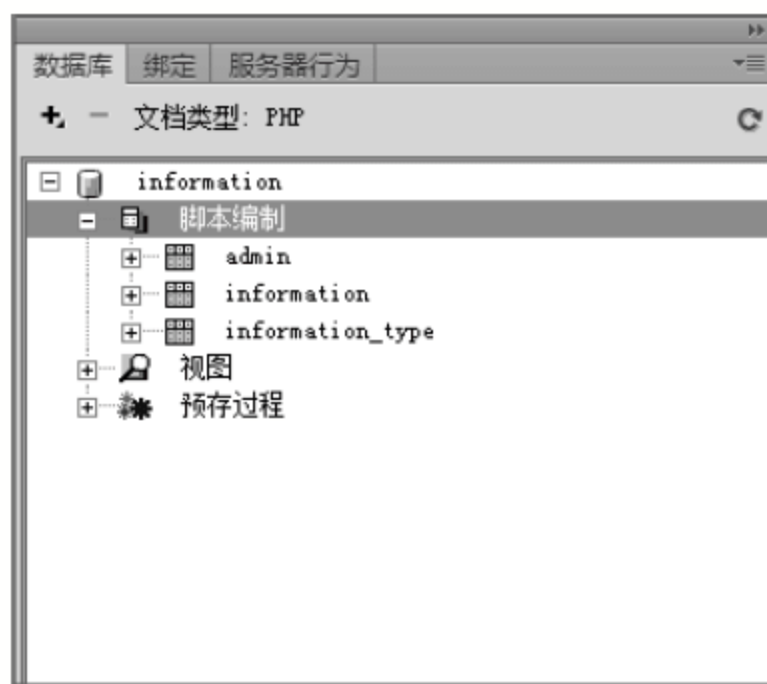 数据库 绑定 服务器行为
文档类型: PHP
information
脚本编制
admin
information
information_type
视图
预存过程